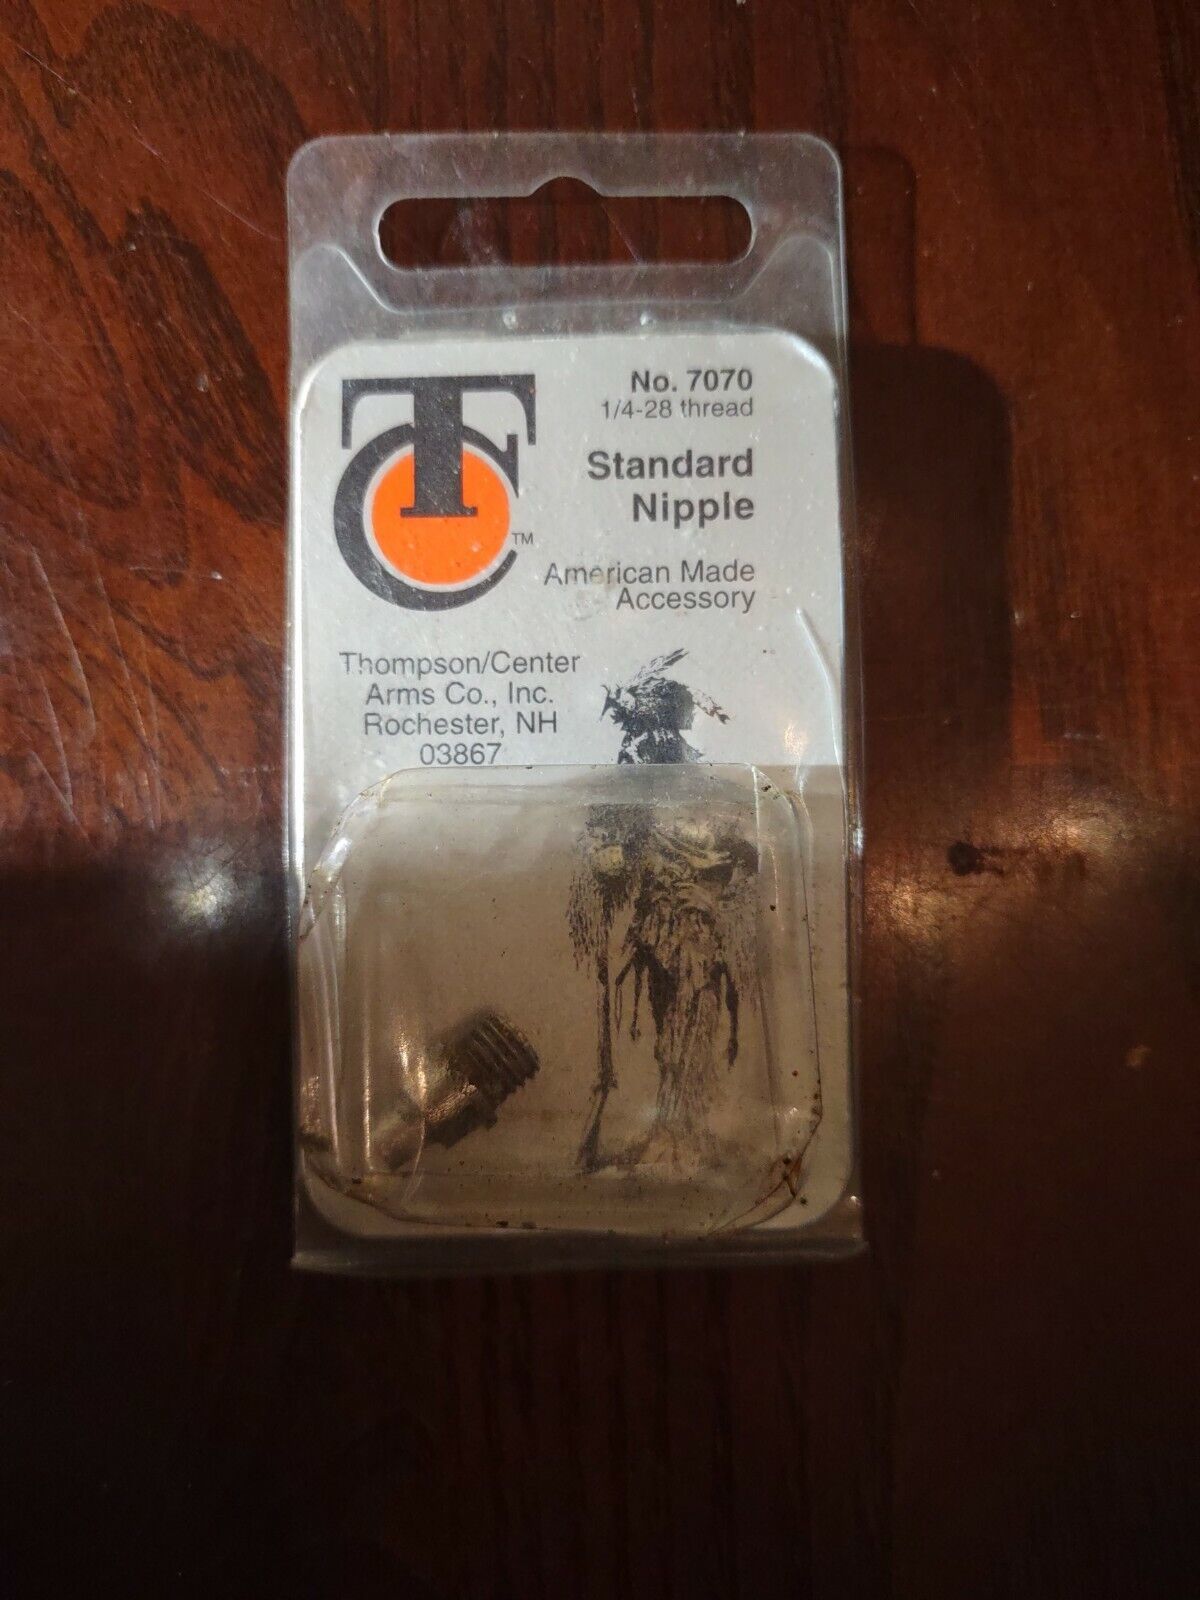 TC
TM
No. 7070
1/4-28 thread
Standard
Nipple
American Made
Accessory
Thompson/Center
Arms Co., Inc.
Rochester, NH
03867